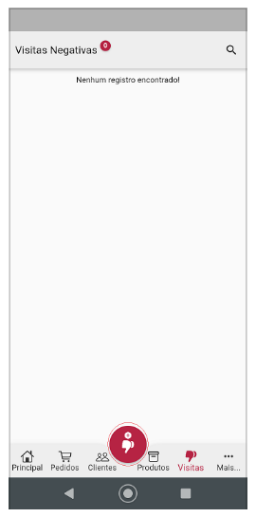 Visitas Negativas 0
Nenhum registro encontrado!
Principal Pedidos Clientes Produtos Visitas Mais...